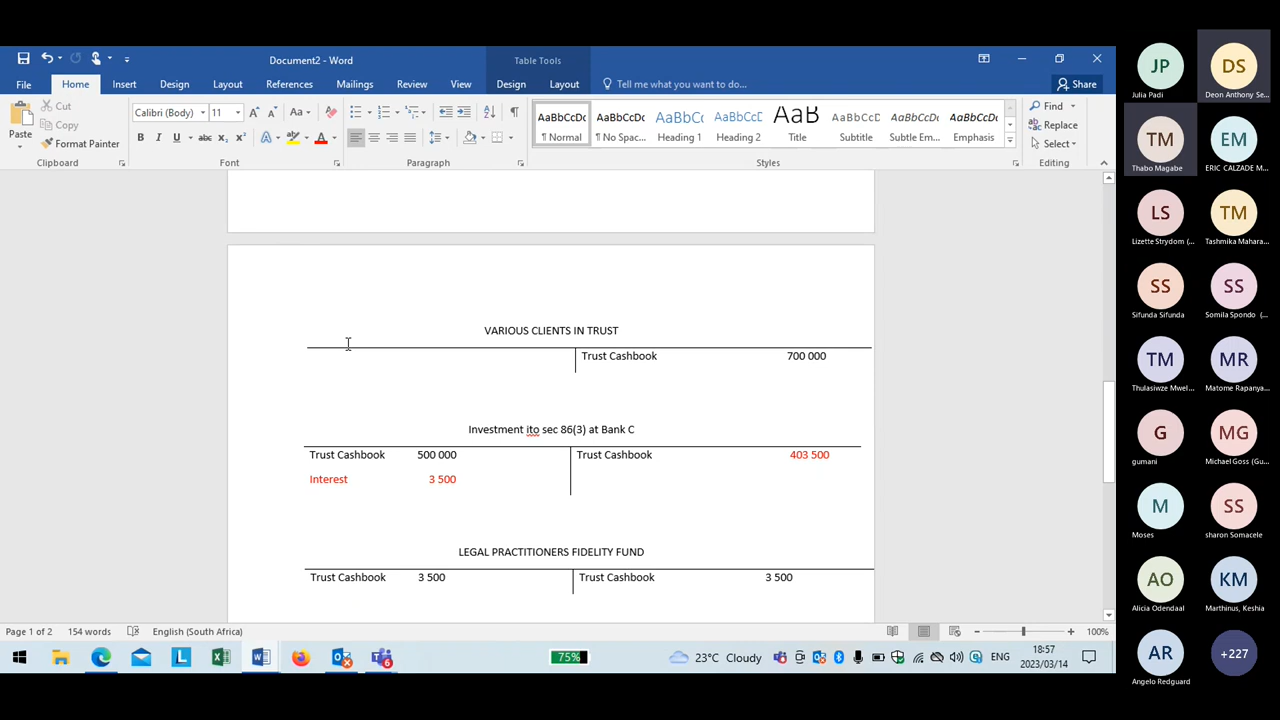 Document2 - Word
Table Tools
File
Home
Insert
Design
Layout
References
Mailings
Review
View
Design
Layout
Tell me what you want to do...
Share
Paste
Cut
Copy
Format Painter
Clipboard
Calibri (Body)
11
Font
Paragraph
AaBbCcDc
¶ Normal
AaBbCcDc
¶ No Spac...
AaBbCc
Heading 1
AaBbCcD
Heading 2
AaB
Title
AaBbCcD
Subtitle
AaBbCcDc
Subtle Em...
AaBbCcDc
Emphasis
Styles
Find
Replace
Select
Editing
VARIOUS CLIENTS IN TRUST
Trust Cashbook 700 000
Investment ito sec 86(3) at Bank C
Trust Cashbook 500 000 Trust Cashbook 403 500
Interest 3 500
LEGAL PRACTITIONERS FIDELITY FUND
Trust Cashbook 3 500 Trust Cashbook 3 500
Page 1 of 2 154 words English (South Africa)
100%
75%
23°C Cloudy
ENG
18:57
2023/03/14
JP
Julia Padi
DS
Deon Anthony Se...
TM
Thabo Magabe
EM
ERIC CALZADE M...
LS
Lizette Strydom (...
TM
Tashmika Mahara...
SS
Sifunda Sifunda
SS
Somila Spondo (...
TM
Thulasiwze Mwel...
MR
Matome Rapanya...
G
gumani
MG
Michael Goss (Gu...
M
Moses
SS
sharon Somacele
AO
Alicia Odendaal
KM
Marthinus, Keshia
AR
Angelo Redguard
+227